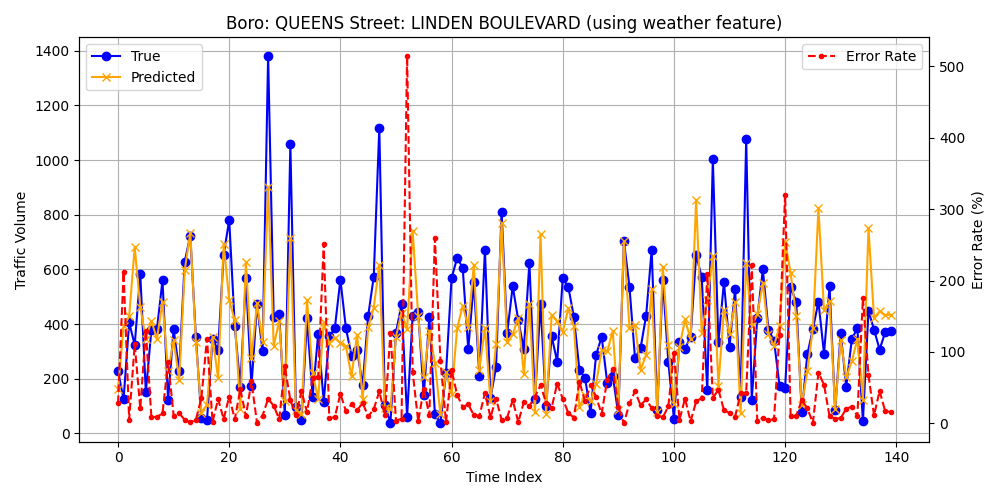 Boro: QUEENS Street: LINDEN BOULEVARD (using weather feature)
True
Predicted
Error Rate
Traffic Volume
1400
1200
1000
800
600
400
200
0
500
400
300
200
100
0
Error Rate (%)
0 20 40 60 80 100 120 140
Time Index